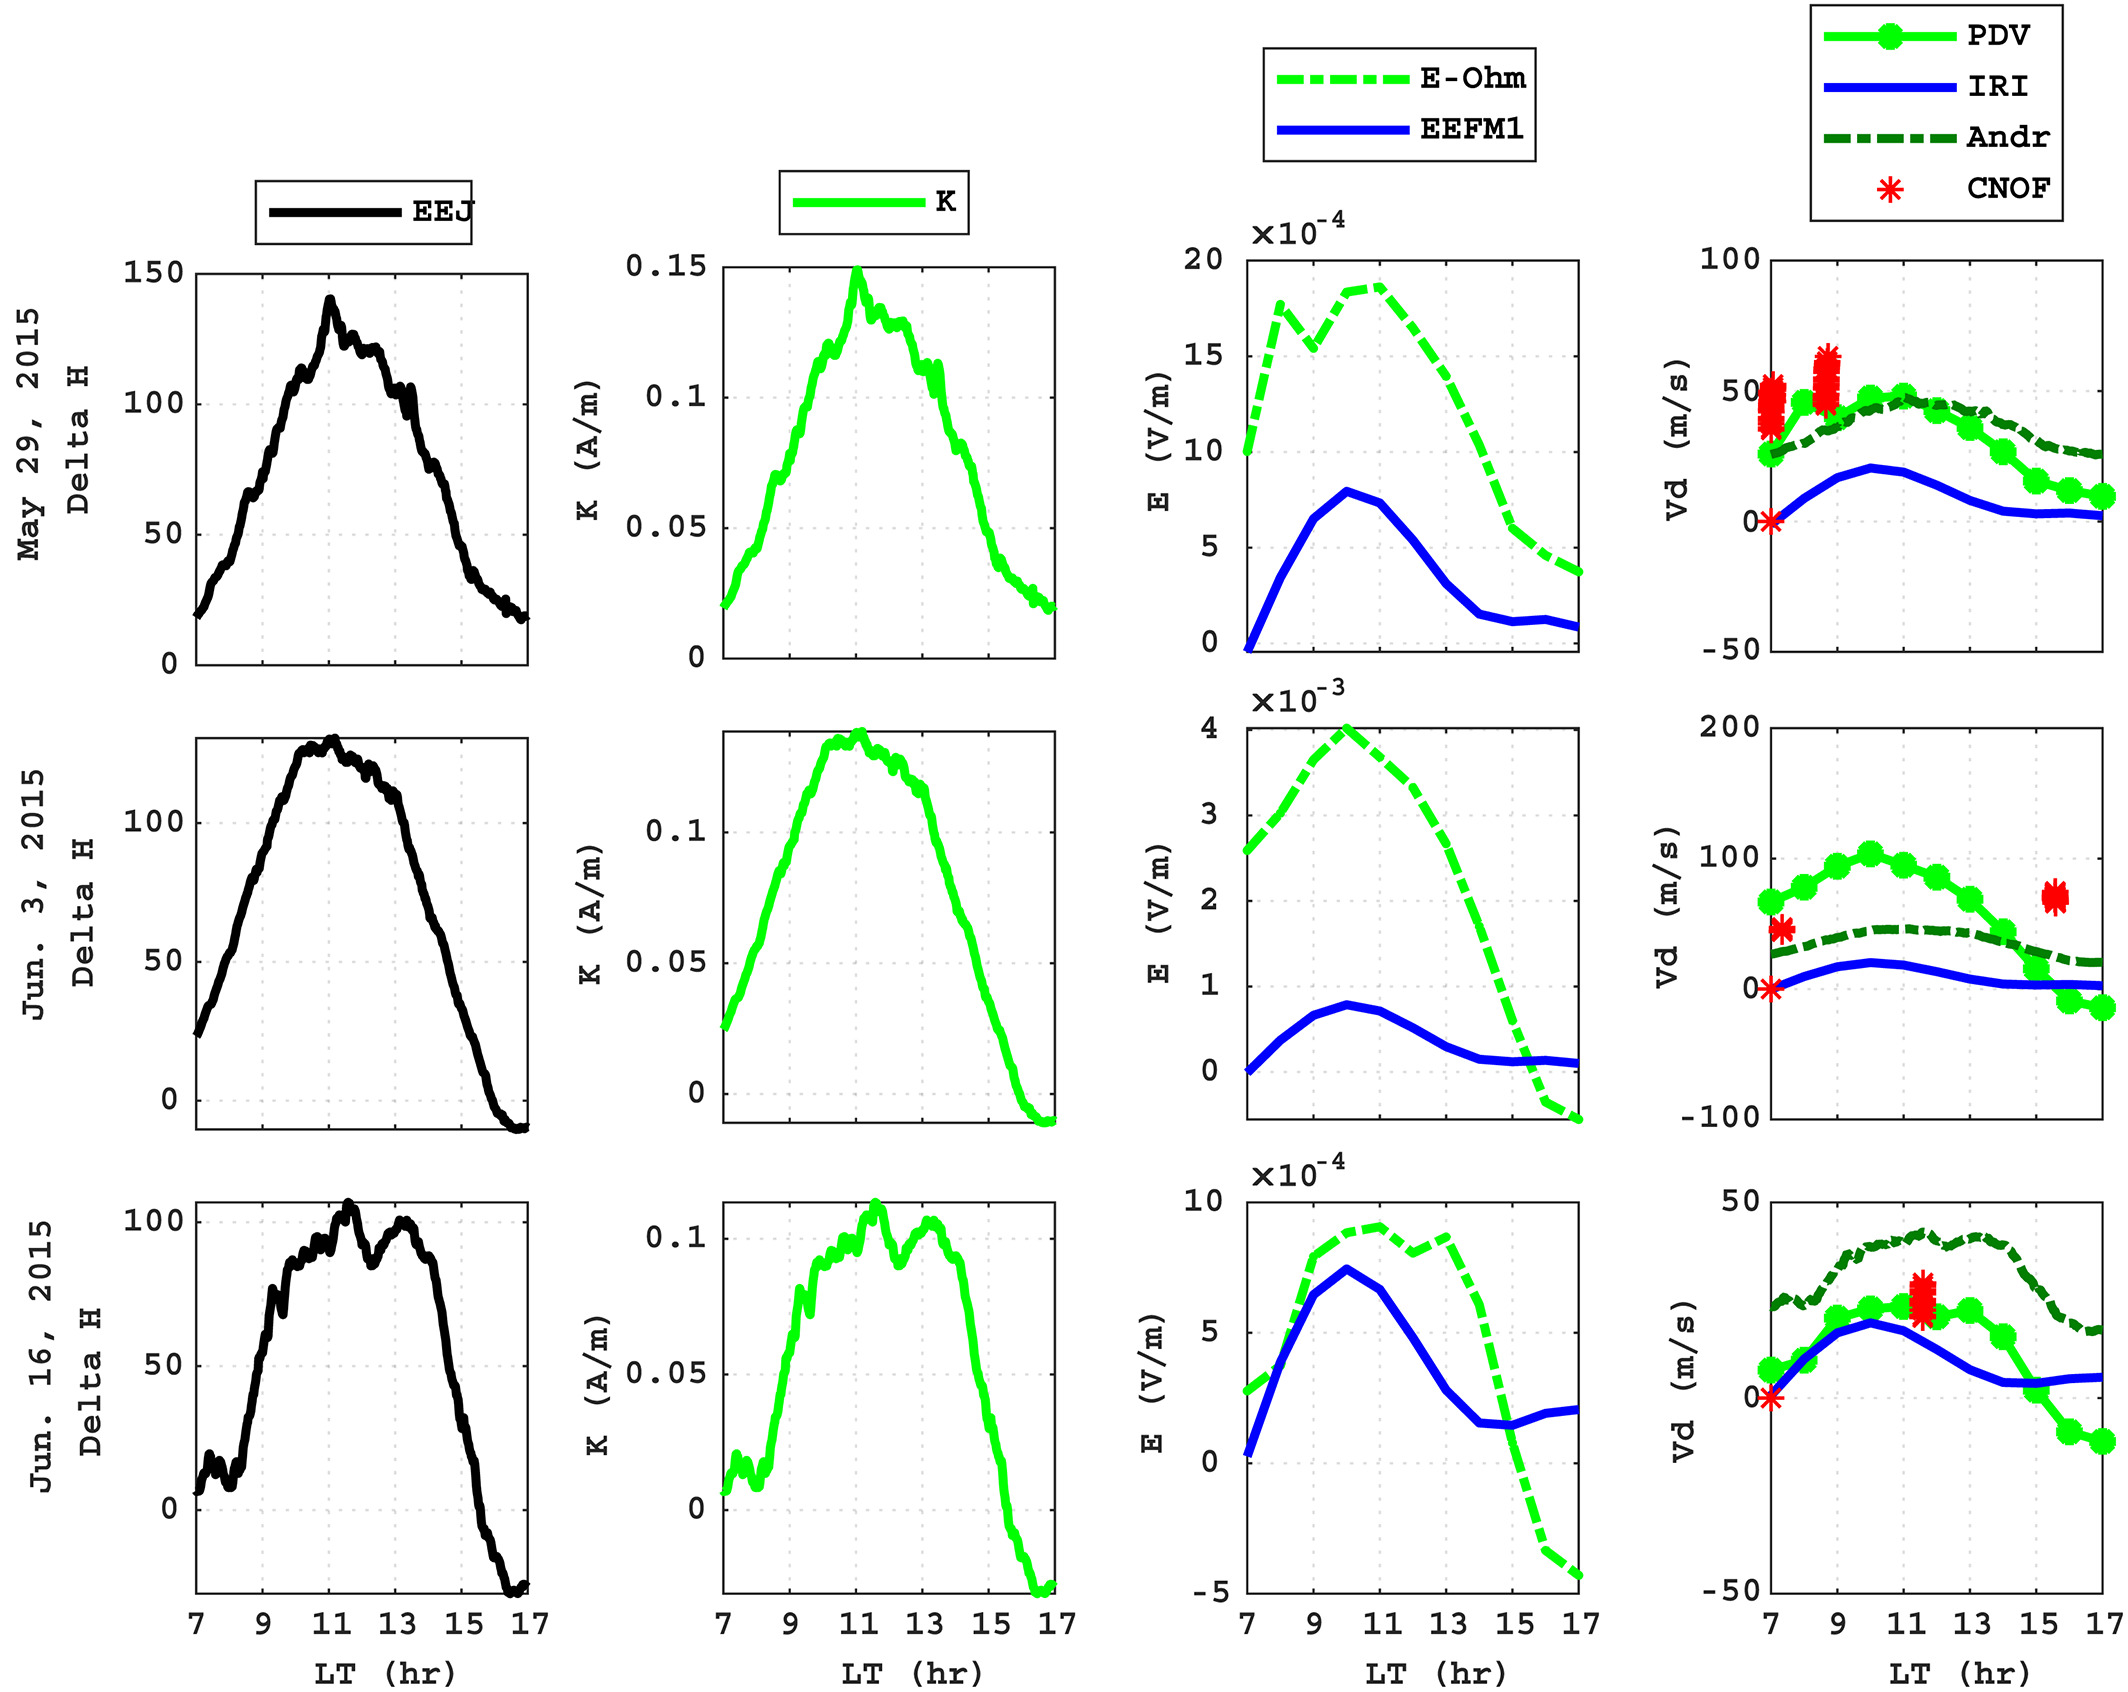 PDV
IRI
Andr
CNOF
E-Ohm
EEFM1
EEJ
K
May 29, 2015
Delta H
150
100
50
0
K (A/m)
0.15
0.1
0.05
0
×10-4
E (V/m)
20
15
10
5
0
Vd (m/s)
100
50
0
-50
Jun. 3, 2015
Delta H
100
50
0
K (A/m)
0.1
0.05
0
×10-3
E (V/m)
4
3
2
1
0
Vd (m/s)
200
100
0
-100
Jun. 16, 2015
Delta H
100
50
0
7 9 11 13 15 17
LT (hr)
K (A/m)
0.1
0.05
0
7 9 11 13 15 17
LT (hr)
×10-4
E (V/m)
10
5
0
-5
7 9 11 13 15 17
LT (hr)
Vd (m/s)
50
0
-50
7 9 11 13 15 17
LT (hr)